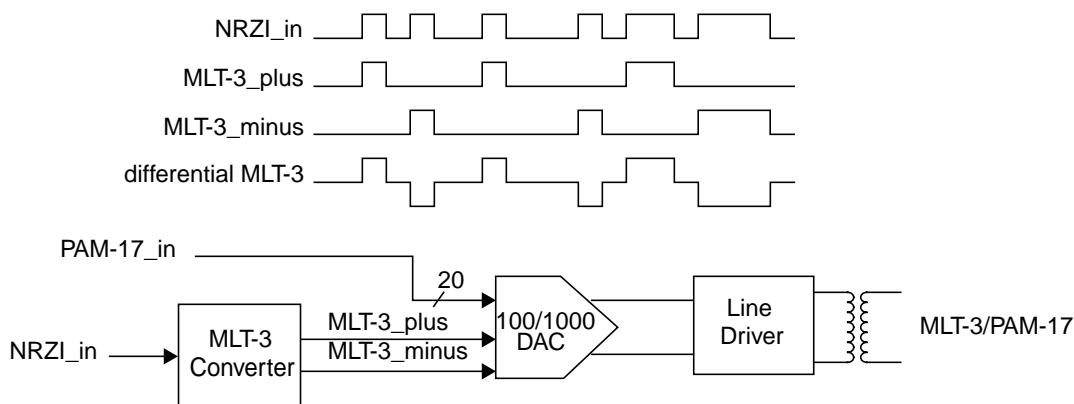 NRZI_in
MLT-3_plus
MLT-3_minus
differential MLT-3
PAM-17_in
20
MLT-3_plus
MLT-3_minus
NRZI_in
MLT-3
Converter
100/1000
DAC
Line
Driver
MLT-3/PAM-17